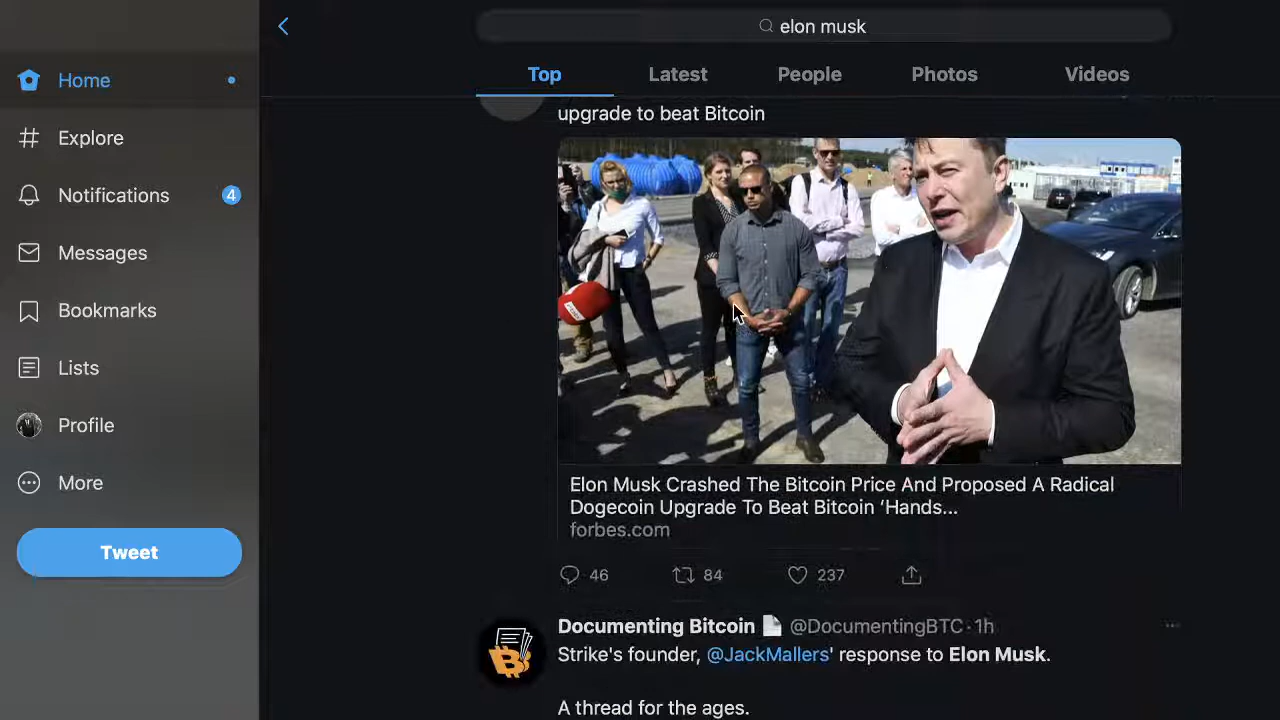 elon musk
Home
Explore
Notifications 4
Messages
Bookmarks
Lists
Profile
More
Tweet
Top Latest People Photos Videos
upgrade to beat Bitcoin
Elon Musk Crashed The Bitcoin Price And Proposed A Radical
Dogecoin Upgrade To Beat Bitcoin ‘Hands...
forbes.com
46 84 237
Documenting Bitcoin @DocumentingBTC · 1h
Strike's founder, @JackMallers' response to Elon Musk.
A thread for the ages.